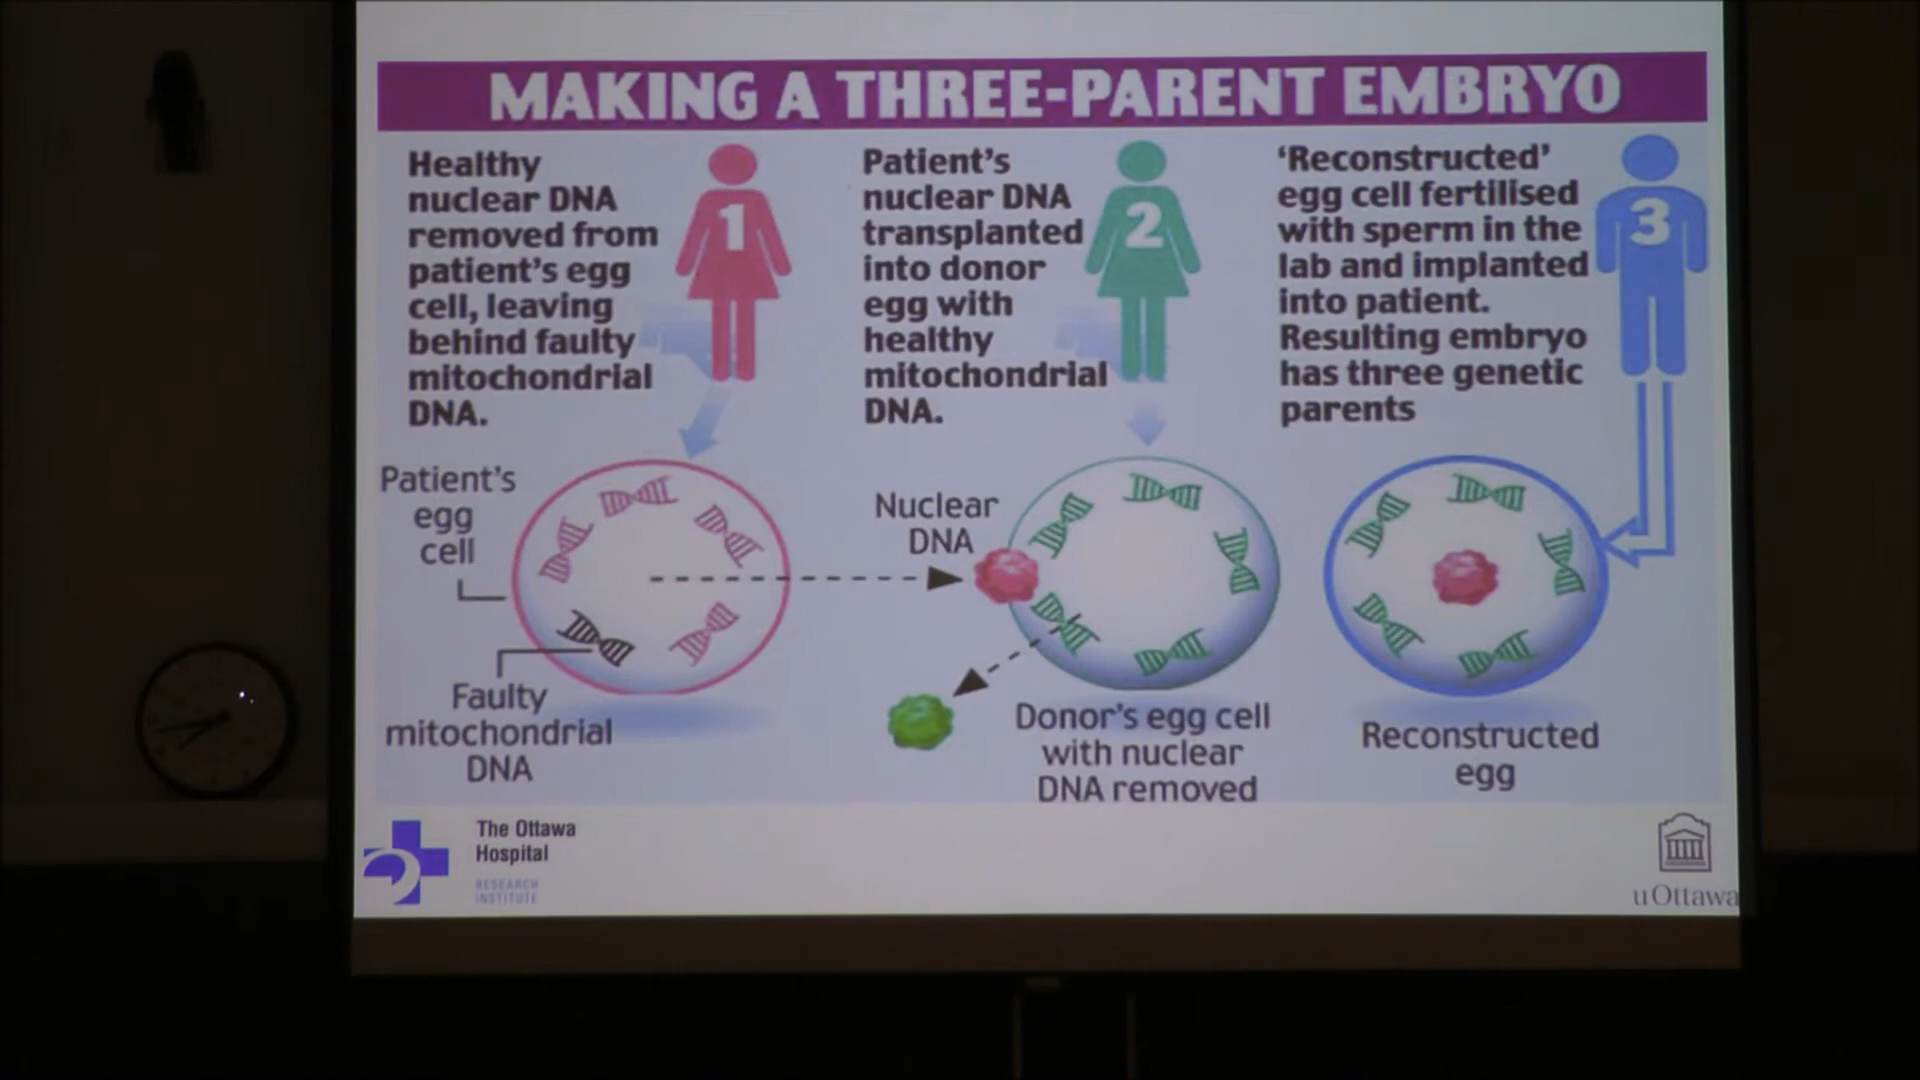 MAKING A THREE-PARENT EMBRYO
Healthy
nuclear DNA
removed from
patient's egg
cell, leaving
behind faulty
mitochondrial
DNA.
1
Patient's
nuclear DNA
transplanted
into donor
egg with
healthy
mitochondrial
DNA.
2
'Reconstructed'
egg cell fertilised
with sperm in the
lab and implanted
into patient.
Resulting embryo
has three genetic
parents
3
Patient's
egg
cell
Faulty
mitochondrial
DNA
Nuclear
DNA
Donor's egg cell
with nuclear
DNA removed
Reconstructed
egg
The Ottawa
Hospital
RESEARCH
INSTITUTE
uOttawa